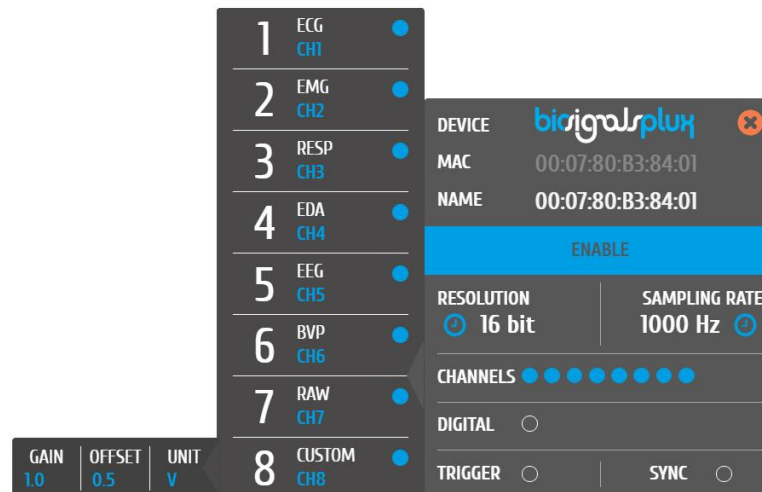 1 ECG
CH1
2 EMG
CH2
3 RESP
CH3
4 EDA
CH4
5 EEG
CH5
6 BVP
CH6
7 RAW
CH7
8 CUSTOM
CH8
GAIN OFFSET UNIT
1.0 0.5 V
DEVICE biosignalsplux
MAC 00:07:80:B3:84:01
NAME 00:07:80:B3:84:01
ENABLE
RESOLUTION SAMPLING RATE
16 bit 1000 Hz
CHANNELS
DIGITAL
TRIGGER SYNC